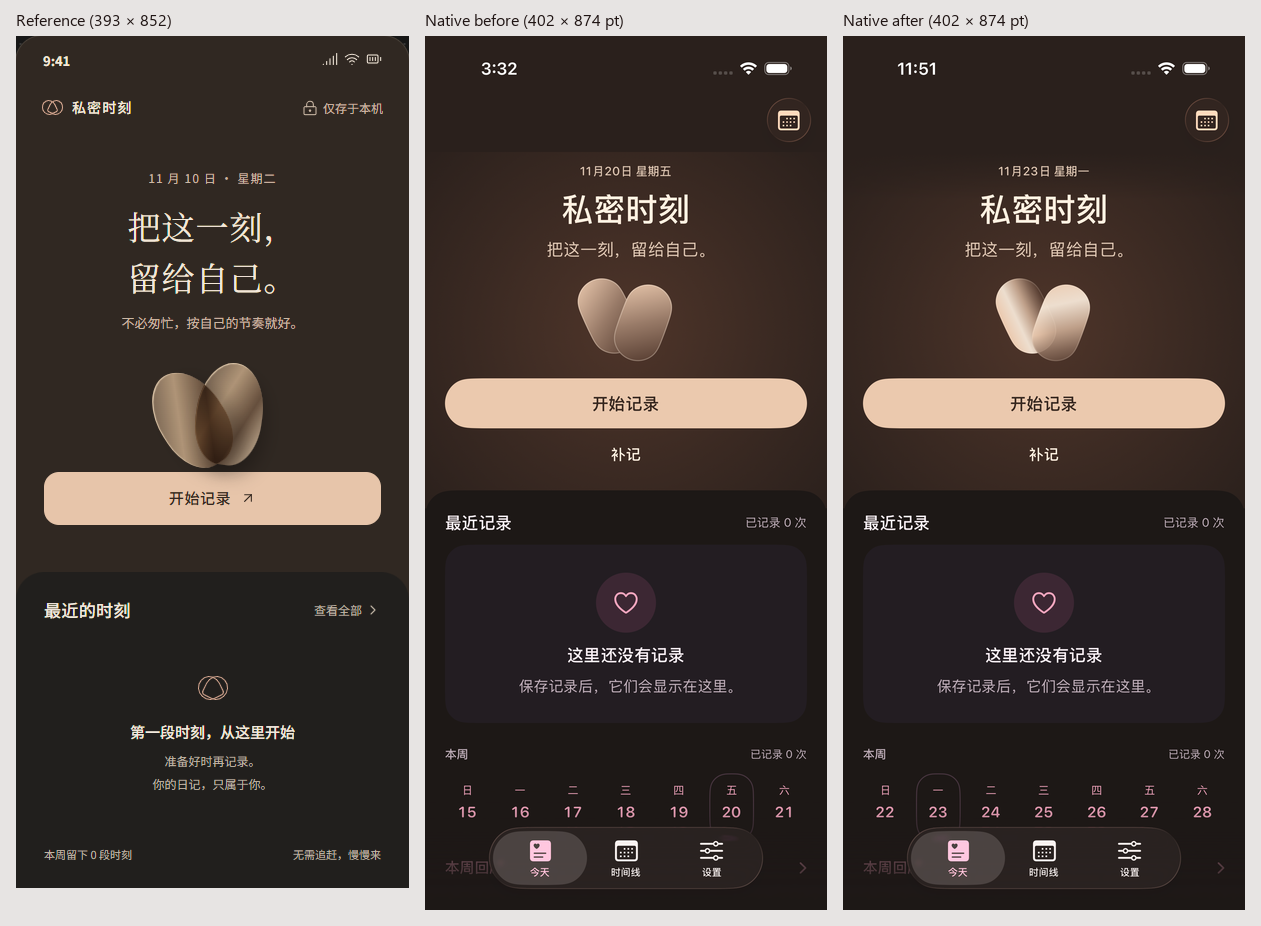 Reference (393 × 852)
9:41
私密时刻
仅存于本机
11 月 10 日 · 星期二
把这一刻，
留给自己。
不必匆忙，按自己的节奏就好。
开始记录
最近的时刻
查看全部
第一段时刻，从这里开始
准备好时再记录。
你的日记，只属于你。
本周留下 0 段时刻
无需追赶，慢慢来
Native before (402 × 874 pt)
3:32
11月20日 星期五
私密时刻
把这一刻，留给自己。
开始记录
补记
最近记录
已记录 0 次
这里还没有记录
保存记录后，它们会显示在这里。
本周
已记录 0 次
日 一 二 三 四 五 六
15 16 17 18 19 20 21
本周回
今天
时间线
设置
Native after (402 × 874 pt)
11:51
11月23日 星期一
私密时刻
把这一刻，留给自己。
开始记录
补记
最近记录
已记录 0 次
这里还没有记录
保存记录后，它们会显示在这里。
本周
已记录 0 次
日 一 二 三 四 五 六
22 23 24 25 26 27 28
本周回
今天
时间线
设置